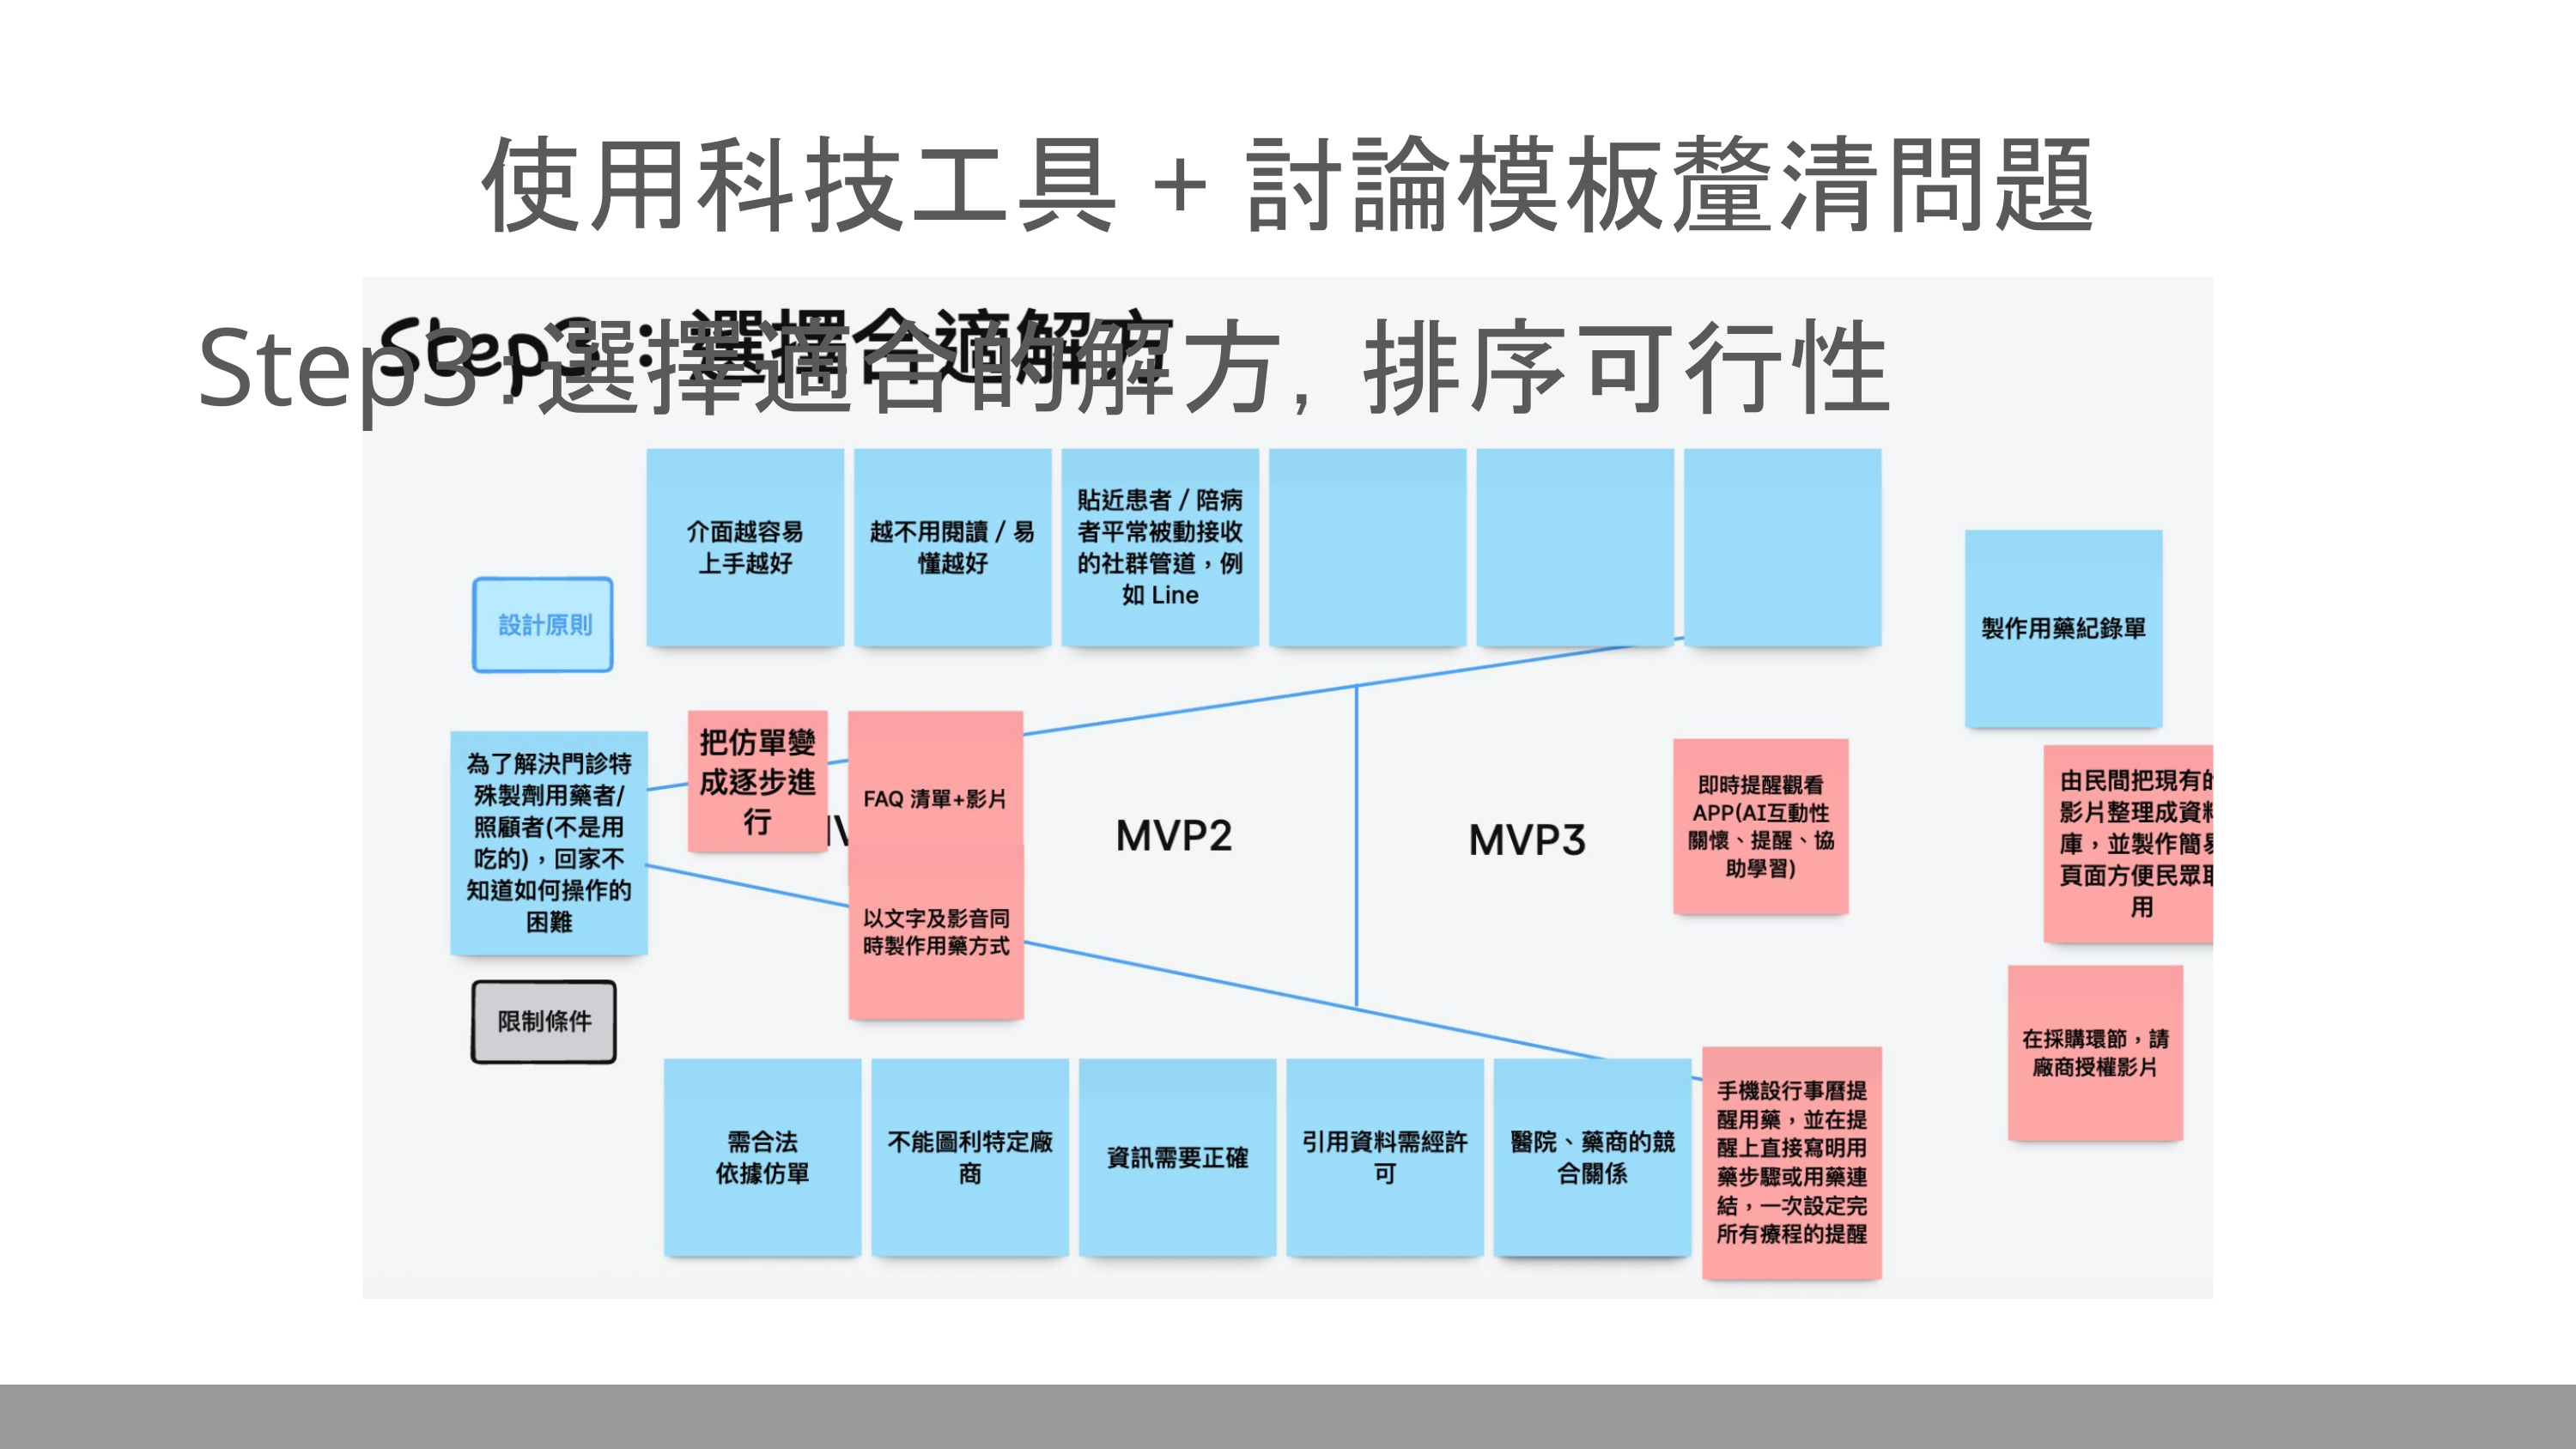 使用科技工具 + 討論模板釐清問題
Step3：選擇合適解方
Step3:選擇適合的解方, 排序可行性
介面越容易
上手越好
越不用閱讀 / 易
懂越好
貼近患者 / 陪病
者平常被動接收
的社群管道，例
如 Line
設計原則
製作用藥紀錄單
為了解決門診特
殊製劑用藥者/
照顧者(不是用
吃的)，回家不
知道如何操作的
困難
把仿單變
成逐步進
行
FAQ 清單+影片
以文字及影音同
時製作用藥方式
MVP2
MVP3
即時提醒觀看
APP(AI互動性
關懷、提醒、協
助學習)
由民間把現有
影片整理成資料
庫，並製作簡易
頁面方便民眾取
用
在採購環節，請
廠商授權影片
限制條件
需合法
依據仿單
不能圖利特定廠
商
資訊需要正確
引用資料需經許
可
醫院、藥商的競
合關係
手機設行事曆提
醒用藥，並在提
醒上直接寫明用
藥步驟或用藥連
結，一次設定完
所有療程的提醒